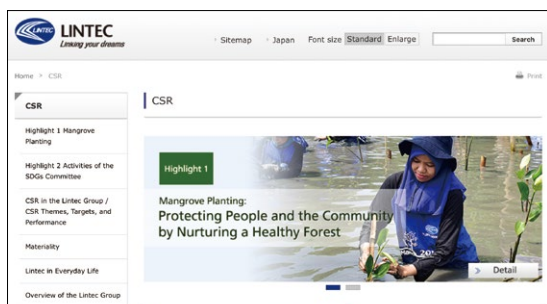 LINTEC
LINTEC
Linking your dreams
Sitemap Japan Font size Standard Enlarge Search
Home > CSR Print
CSR
Highlight 1 Mangrove
Planting
Highlight 2 Activities of the
SDGs Committee
CSR in the Lintec Group /
CSR Themes, Targets, and
Performance
Materiality
Lintec in Everyday Life
Overview of the Lintec Group
CSR
Highlight 1
Mangrove Planting:
Protecting People and the Community
by Nurturing a Healthy Forest
Detail